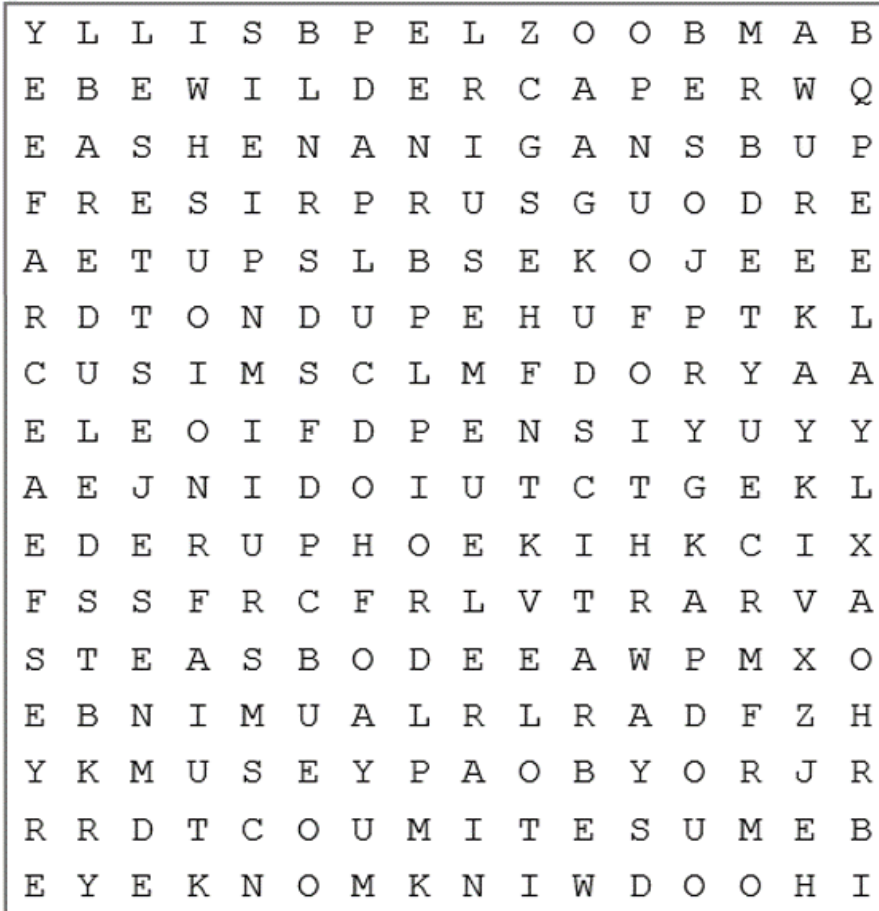 Y L L I S B P E L Z O O B M A B
E B E W I L D E R C A P E R W Q
E A S H E N A N I G A N S B U P
F R E S I R P R U S G U O D R E
A E T U P S L B S E K O J E E E
R D T O N D U P E H U F P T K L
C U S I M S C L M F D O R Y A A
E L E O I F D P E N S I Y U Y Y
A E J N I D O I U T C T G E K L
E D E R U P H O E K I H K C I X
F S S F R C F R L V T R A R V A
S T E A S B O D E E A W P M X O
E B N I M U A L R L R A D F Z H
Y K M U S E Y P A O B Y O R J R
R R D T C O U M I T E S U M E B
E Y E K N O M K N I W D O O H I